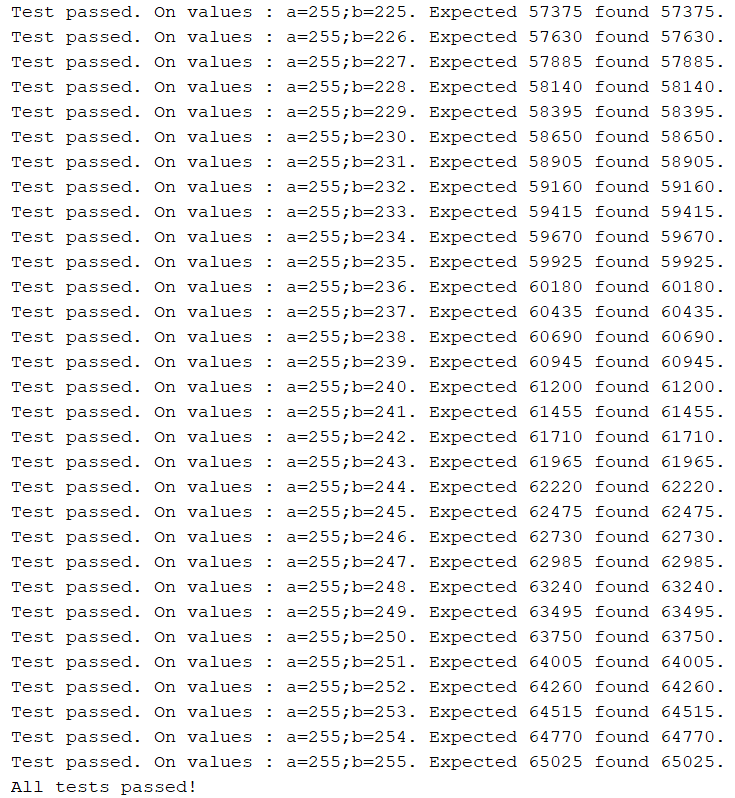 Test passed. On values : a=255;b=225. Expected 57375 found 57375.
Test passed. On values : a=255;b=226. Expected 57630 found 57630.
Test passed. On values : a=255;b=227. Expected 57885 found 57885.
Test passed. On values : a=255;b=228. Expected 58140 found 58140.
Test passed. On values : a=255;b=229. Expected 58395 found 58395.
Test passed. On values : a=255;b=230. Expected 58650 found 58650.
Test passed. On values : a=255;b=231. Expected 58905 found 58905.
Test passed. On values : a=255;b=232. Expected 59160 found 59160.
Test passed. On values : a=255;b=233. Expected 59415 found 59415.
Test passed. On values : a=255;b=234. Expected 59670 found 59670.
Test passed. On values : a=255;b=235. Expected 59925 found 59925.
Test passed. On values : a=255;b=236. Expected 60180 found 60180.
Test passed. On values : a=255;b=237. Expected 60435 found 60435.
Test passed. On values : a=255;b=238. Expected 60690 found 60690.
Test passed. On values : a=255;b=239. Expected 60945 found 60945.
Test passed. On values : a=255;b=240. Expected 61200 found 61200.
Test passed. On values : a=255;b=241. Expected 61455 found 61455.
Test passed. On values : a=255;b=242. Expected 61710 found 61710.
Test passed. On values : a=255;b=243. Expected 61965 found 61965.
Test passed. On values : a=255;b=244. Expected 62220 found 62220.
Test passed. On values : a=255;b=245. Expected 62475 found 62475.
Test passed. On values : a=255;b=246. Expected 62730 found 62730.
Test passed. On values : a=255;b=247. Expected 62985 found 62985.
Test passed. On values : a=255;b=248. Expected 63240 found 63240.
Test passed. On values : a=255;b=249. Expected 63495 found 63495.
Test passed. On values : a=255;b=250. Expected 63750 found 63750.
Test passed. On values : a=255;b=251. Expected 64005 found 64005.
Test passed. On values : a=255;b=252. Expected 64260 found 64260.
Test passed. On values : a=255;b=253. Expected 64515 found 64515.
Test passed. On values : a=255;b=254. Expected 64770 found 64770.
Test passed. On values : a=255;b=255. Expected 65025 found 65025.
All tests passed!